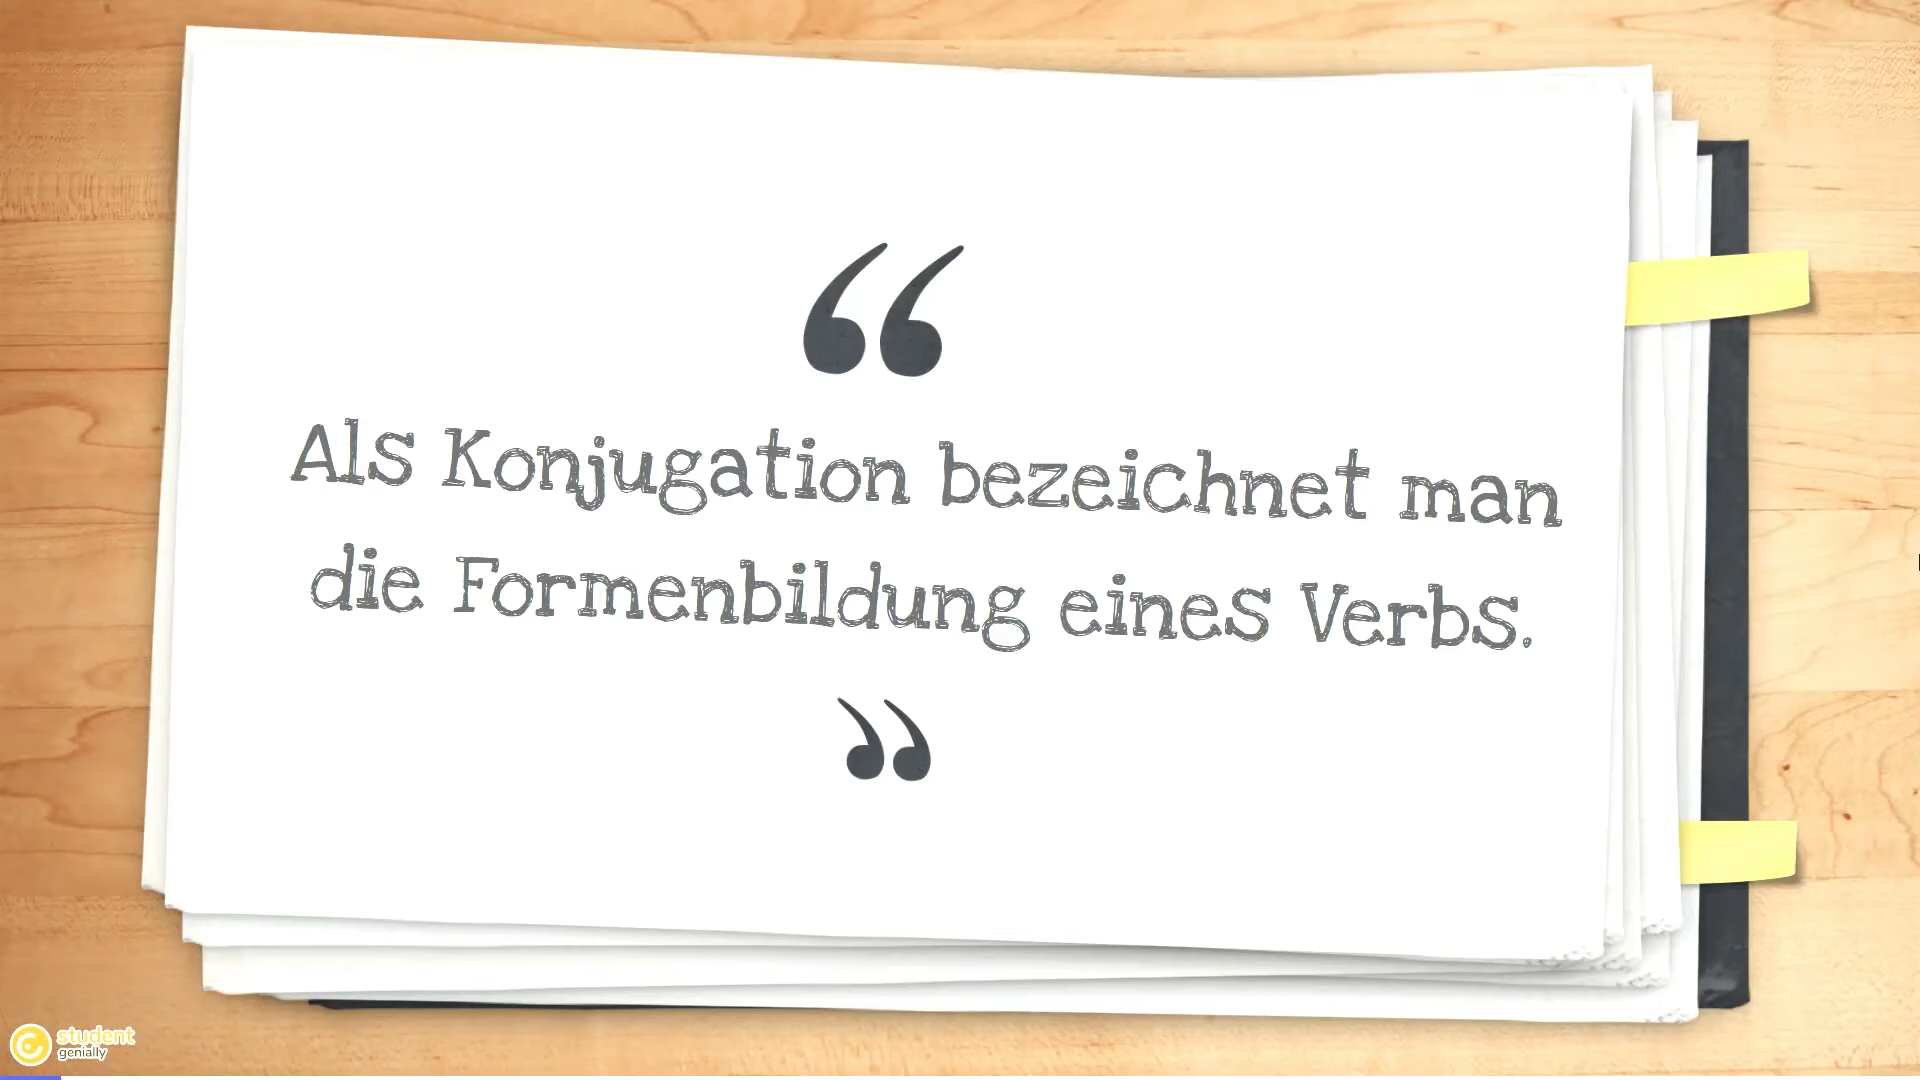 “
Als Konjugation bezeichnet man
die Formenbildung eines Verbs.
”
student
genially